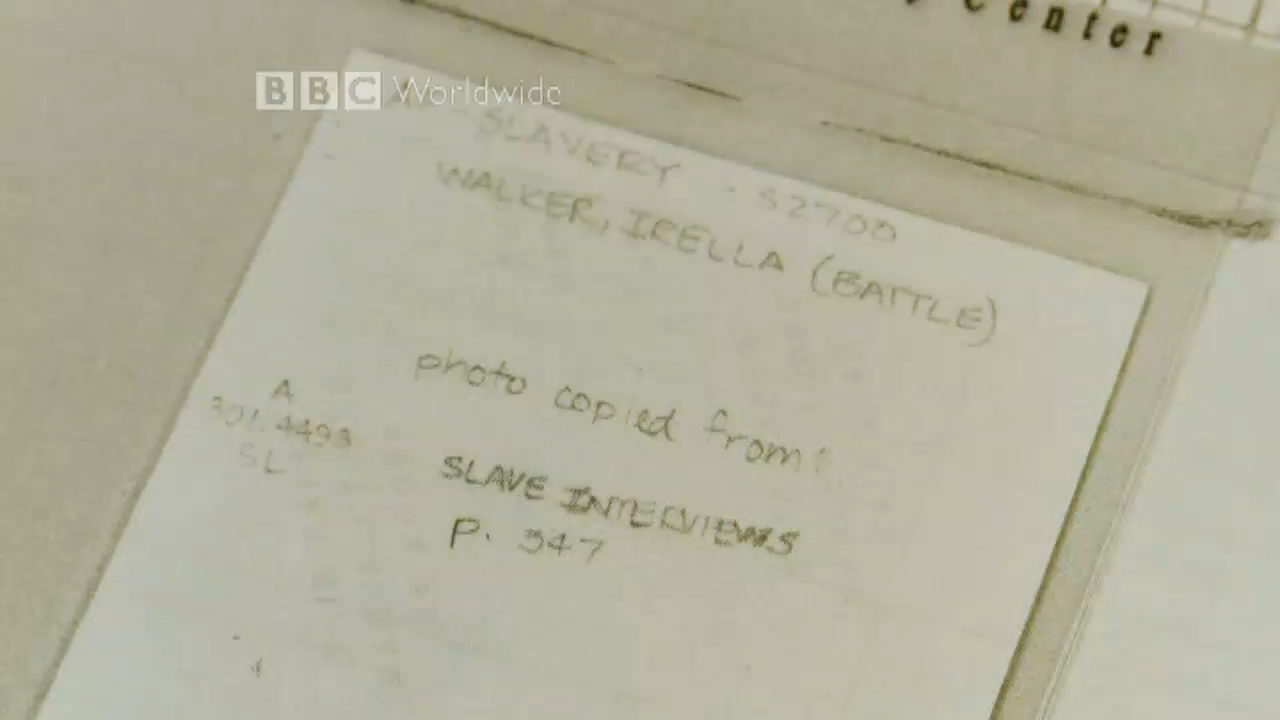 Center
BBC Worldwide
SLAVERY - S2700
WALKER, IRELLA (BATTLE)
photo copied from:
A
301.4493
SL
SLAVE INTERVIEWS
P. 347